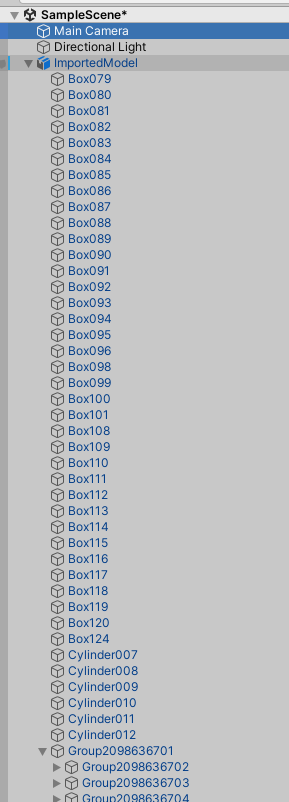 SampleScene*
Main Camera
Directional Light
ImportedModel
Box079
Box080
Box081
Box082
Box083
Box084
Box085
Box086
Box087
Box088
Box089
Box090
Box091
Box092
Box093
Box094
Box095
Box096
Box098
Box099
Box100
Box101
Box108
Box109
Box110
Box111
Box112
Box113
Box114
Box115
Box116
Box117
Box118
Box119
Box120
Box124
Cylinder007
Cylinder008
Cylinder009
Cylinder010
Cylinder011
Cylinder012
Group2098636701
Group2098636702
Group2098636703
Group2098636704